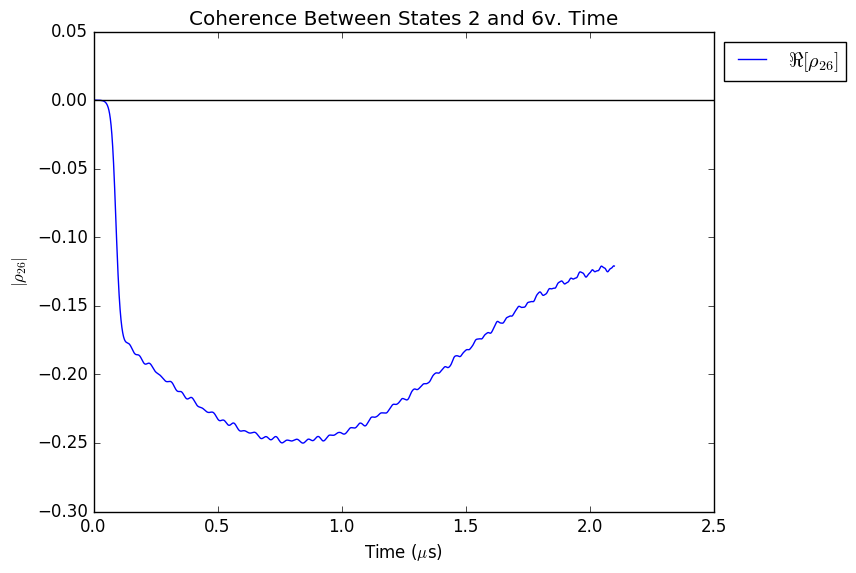 Coherence Between States 2 and 6v. Time
ℜ[ρ₂₆]
0.05
0.00
−0.05
−0.10
−0.15
−0.20
−0.25
−0.30
|ρ₂₆|
0.0 0.5 1.0 1.5 2.0 2.5
Time (μs)